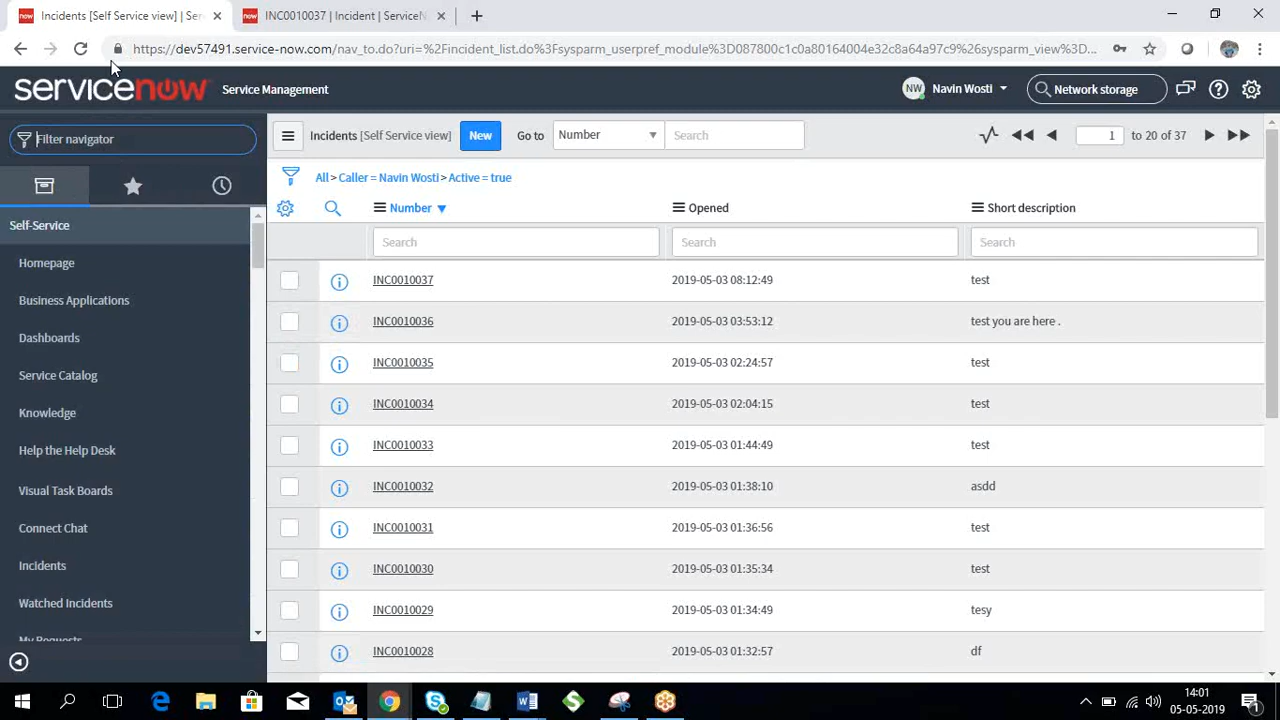 Incidents [Self Service view] | Ser
INC0010037 | Incident | ServiceN
https://dev57491.service-now.com/nav_to.do?uri=%2Fincident_list.do%3Fsysparm_userpref_module%3D087800c1c0a80164004e32c8a64a97c9%26sysparm_view%3D...
servicenow Service Management
NW Navin Wosti
Network storage
Filter navigator
Incidents [Self Service view] New Go to Number Search 1 to 20 of 37
All > Caller = Navin Wosti > Active = true
Self-Service
Homepage
Business Applications
Dashboards
Service Catalog
Knowledge
Help the Help Desk
Visual Task Boards
Connect Chat
Incidents
Watched Incidents
My Requests
Number Opened Short description
Search Search Search
INC0010037 2019-05-03 08:12:49 test
INC0010036 2019-05-03 03:53:12 test you are here .
INC0010035 2019-05-03 02:24:57 test
INC0010034 2019-05-03 02:04:15 test
INC0010033 2019-05-03 01:44:49 test
INC0010032 2019-05-03 01:38:10 asdd
INC0010031 2019-05-03 01:36:56 test
INC0010030 2019-05-03 01:35:34 test
INC0010029 2019-05-03 01:34:49 tesy
INC0010028 2019-05-03 01:32:57 df
14:01
05-05-2019